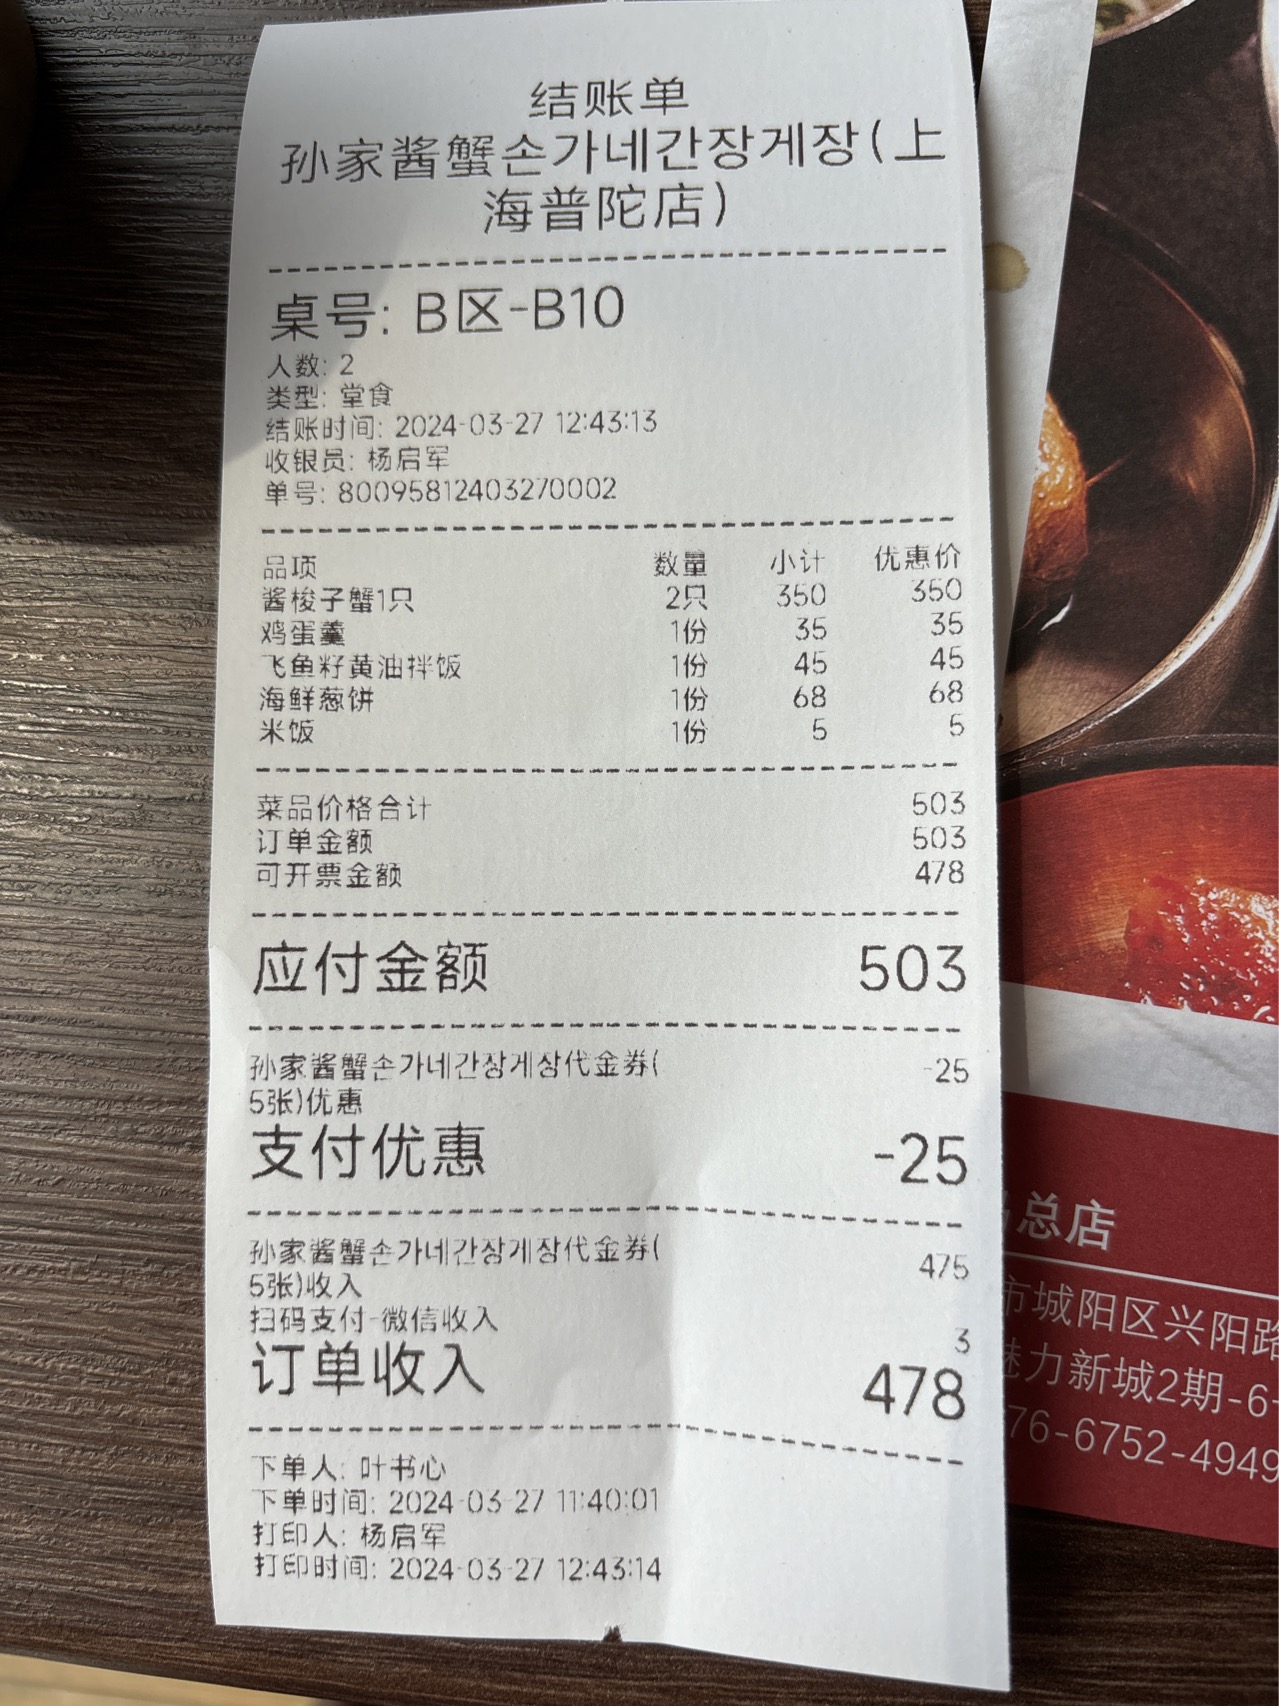 结账单
孙家酱蟹손가네간장게장(上
海普陀店)
桌号: B区-B10
人数: 2
类型: 堂食
结账时间: 2024-03-27 12:43:13
收银员: 杨启军
单号: 80095812403270002
品项 数量 小计 优惠价
酱梭子蟹1只 2只 350 350
鸡蛋羹 1份 35 35
飞鱼籽黄油拌饭 1份 45 45
海鲜葱饼 1份 68 68
米饭 1份 5 5
菜品价格合计 503
订单金额 503
可开票金额 478
应付金额 503
孙家酱蟹손가네간장게장代金券( -25
5张)优惠
支付优惠 -25
孙家酱蟹손가네간장게장代金券( 475
5张)收入
扫码支付-微信收入 3
订单收入 478
下单人: 叶书心
下单时间: 2024-03-27 11:40:01
打印人: 杨启军
打印时间: 2024-03-27 12:43:14
总店
市城阳区兴阳路
魅力新城2期-6-
76-6752-4949